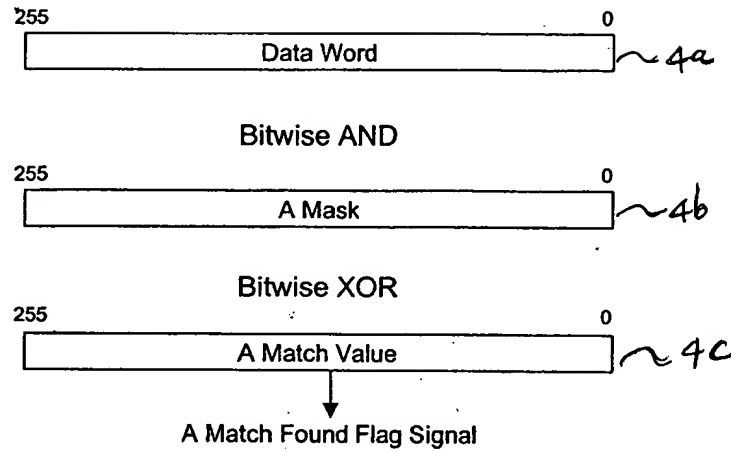 255 0
Data Word 4a
Bitwise AND
255 0
A Mask 4b
Bitwise XOR
255 0
A Match Value 4c
A Match Found Flag Signal